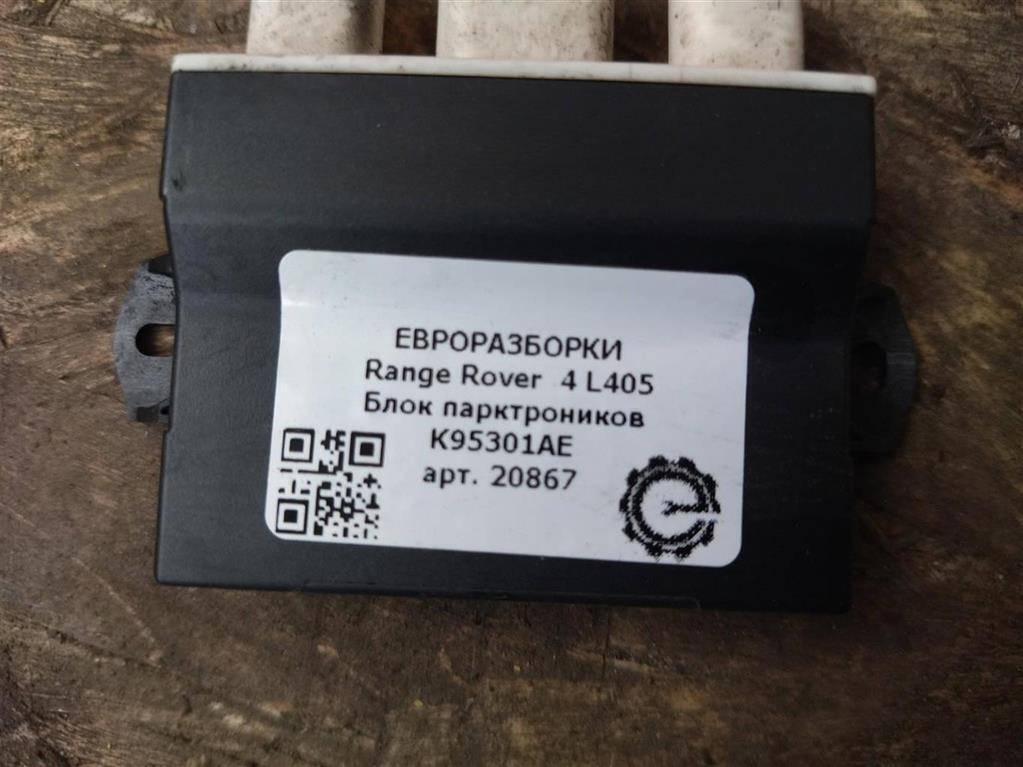 ЕВРОРАЗБОРКИ
Range Rover 4 L405
Блок парктроников
K95301AE
арт. 20867